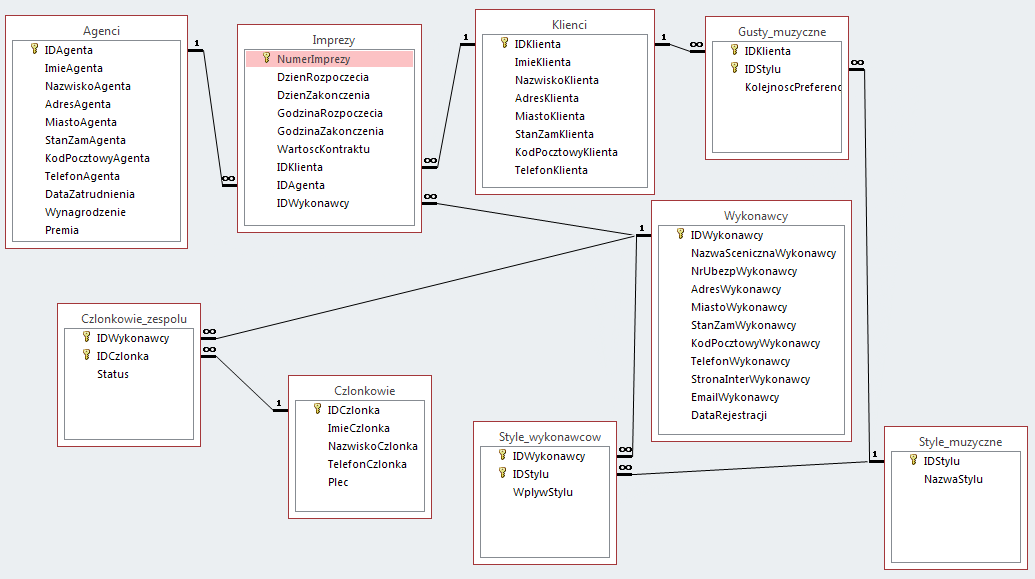 Agenci
IDAgenta
ImieAgenta
NazwiskoAgenta
AdresAgenta
MiastoAgenta
StanZamAgenta
KodPocztowyAgenta
TelefonAgenta
DataZatrudnienia
Wynagrodzenie
Premia
1
∞
Imprezy
NumerImprezy
DzienRozpoczecia
DzienZakonczenia
GodzinaRozpoczecia
GodzinaZakonczenia
WartoscKontraktu
IDKlienta
IDAgenta
IDWykonawcy
1
∞
∞
Klienci
IDKlienta
ImieKlienta
NazwiskoKlienta
AdresKlienta
MiastoKlienta
StanZamKlienta
KodPocztowyKlienta
TelefonKlienta
1
∞
Gusty_muzyczne
IDKlienta
IDStylu
KolejnoscPreferenc
∞
1
Wykonawcy
IDWykonawcy
NazwaScenicznaWykonawcy
NrUbezpWykonawcy
AdresWykonawcy
MiastoWykonawcy
StanZamWykonawcy
KodPocztowyWykonawcy
TelefonWykonawcy
StronaInterWykonawcy
EmailWykonawcy
DataRejestracji
Czlonkowie_zespolu
IDWykonawcy
IDCzlonka
Status
∞
∞
1
Czlonkowie
IDCzlonka
ImieCzlonka
NazwiskoCzlonka
TelefonCzlonka
Plec
Style_wykonawcow
IDWykonawcy
IDStylu
WplywStylu
∞
∞
1
Style_muzyczne
IDStylu
NazwaStylu